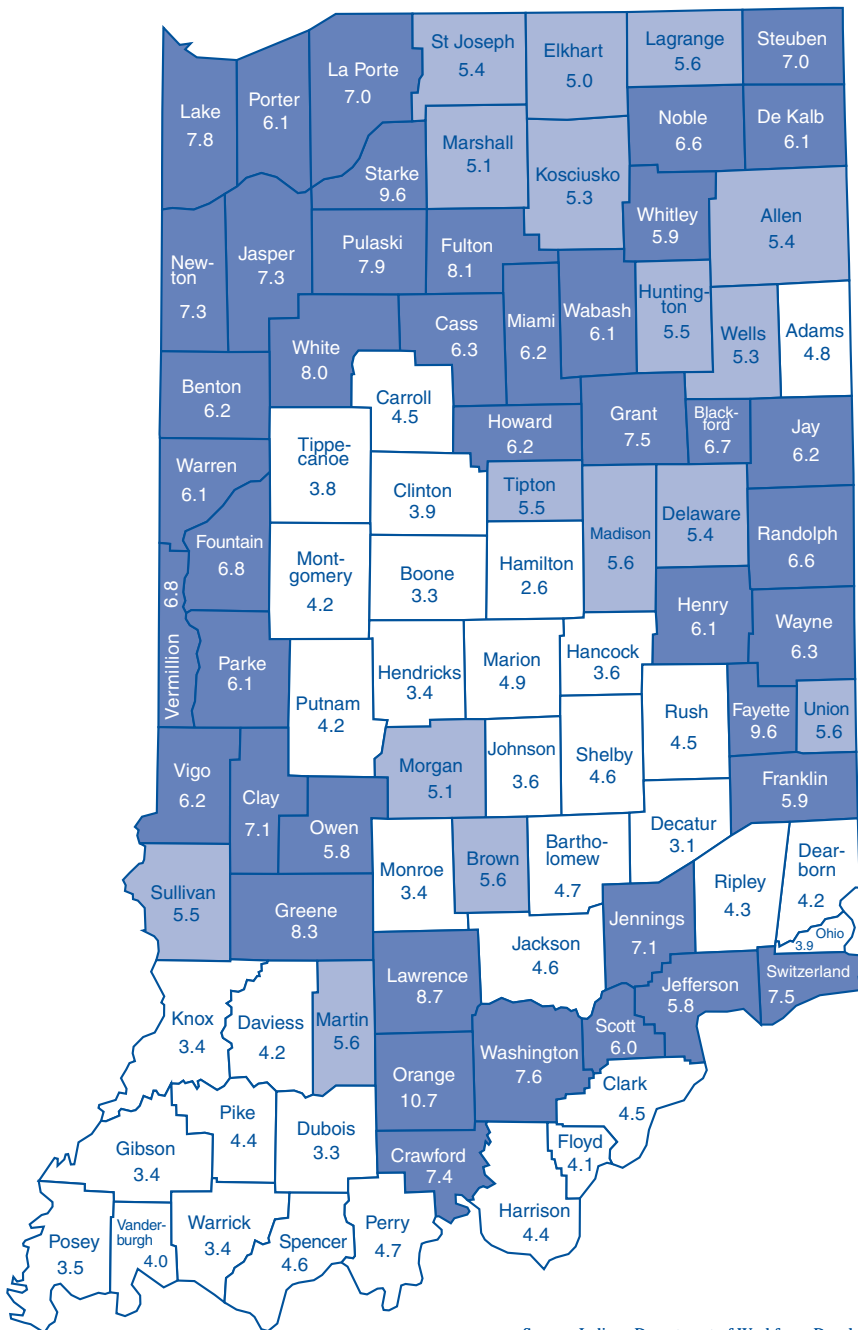 St Joseph
5.4
Elkhart
5.0
Lagrange
5.6
Steuben
7.0
La Porte
7.0
Porter
6.1
Lake
7.8
Noble
6.6
De Kalb
6.1
Marshall
5.1
Starke
9.6
Kosciusko
5.3
Whitley
5.9
Allen
5.4
New-
ton
7.3
Jasper
7.3
Pulaski
7.9
Fulton
8.1
Hunting-
ton
5.5
Wabash
6.1
Miami
6.2
Cass
6.3
White
8.0
Wells
5.3
Adams
4.8
Benton
6.2
Carroll
4.5
Howard
6.2
Grant
7.5
Black-
ford
6.7
Jay
6.2
Warren
6.1
Tippe-
canoe
3.8
Clinton
3.9
Tipton
5.5
Madison
5.6
Delaware
5.4
Randolph
6.6
Fountain
6.8
Mont-
gomery
4.2
Boone
3.3
Hamilton
2.6
Henry
6.1
Wayne
6.3
Vermillion 6.8
Parke
6.1
Putnam
4.2
Hendricks
3.4
Marion
4.9
Hancock
3.6
Rush
4.5
Fayette
9.6
Union
5.6
Vigo
6.2
Clay
7.1
Owen
5.8
Morgan
5.1
Johnson
3.6
Shelby
4.6
Franklin
5.9
Decatur
3.1
Sullivan
5.5
Greene
8.3
Monroe
3.4
Brown
5.6
Bartho-
lomew
4.7
Jennings
7.1
Ripley
4.3
Dear-
born
4.2
Ohio
3.9
Jackson
4.6
Lawrence
8.7
Jefferson
5.8
Switzerland
7.5
Knox
3.4
Daviess
4.2
Martin
5.6
Scott
6.0
Washington
7.6
Orange
10.7
Clark
4.5
Pike
4.4
Dubois
3.3
Gibson
3.4
Crawford
7.4
Floyd
4.1
Harrison
4.4
Posey
3.5
Vander-
burgh
4.0
Warrick
3.4
Spencer
4.6
Perry
4.7